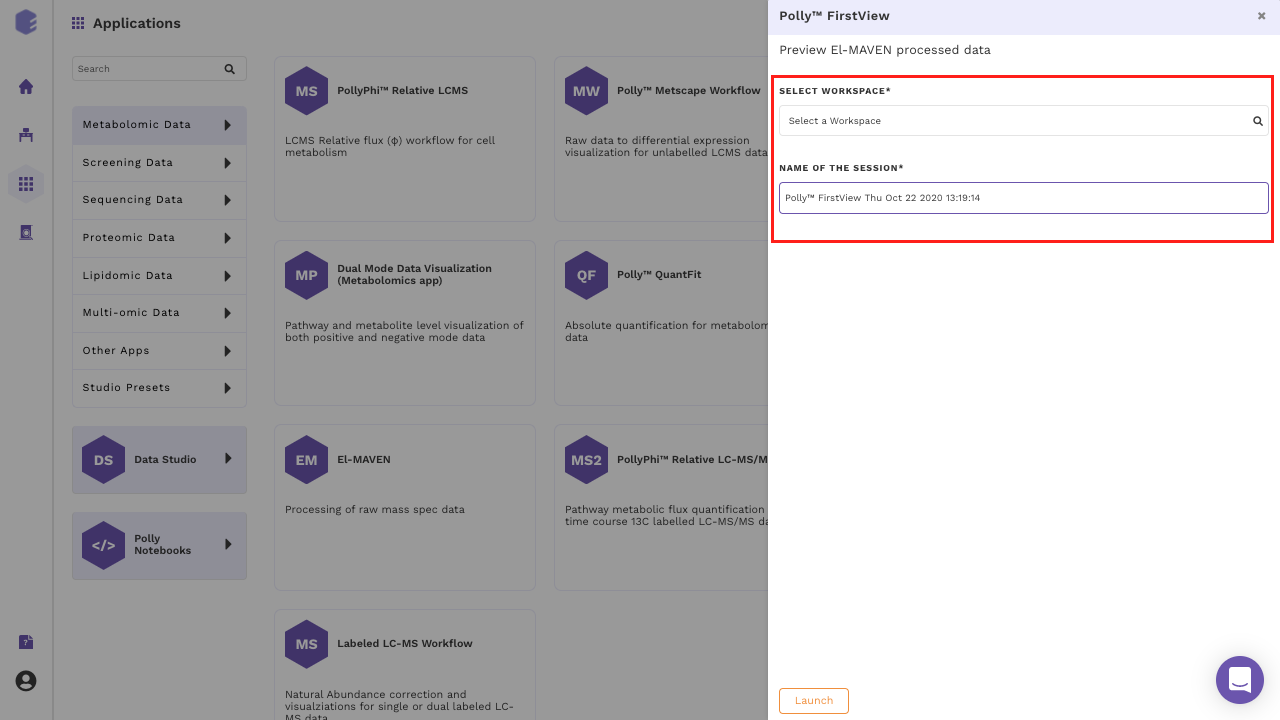 Applications
Search
Metabolomic Data
Screening Data
Sequencing Data
Proteomic Data
Lipidomic Data
Multi-omic Data
Other Apps
Studio Presets
DS
Data Studio
</>
Polly
Notebooks
?
MS
PollyPhi™ Relative LCMS
LCMS Relative flux (ϕ) workflow for cell
metabolism
MW
Polly™ Metscape Workflow
Raw data to differential expression
visualization for unlabelled LCMS data
MP
Dual Mode Data Visualization
(Metabolomics app)
Pathway and metabolite level visualization of
both positive and negative mode data
QF
Polly™ QuantFit
Absolute quantification for metabolom
data
EM
El-MAVEN
Processing of raw mass spec data
MS2
PollyPhi™ Relative LC-MS/M
Pathway metabolic flux quantification
time course 13C labelled LC-MS/MS da
MS
Labeled LC-MS Workflow
Natural Abundance correction and
visualziations for single or dual labeled LC-
MS data
Polly™ FirstView
Preview El-MAVEN processed data
SELECT WORKSPACE*
Select a Workspace
NAME OF THE SESSION*
Polly™ FirstView Thu Oct 22 2020 13:19:14
Launch